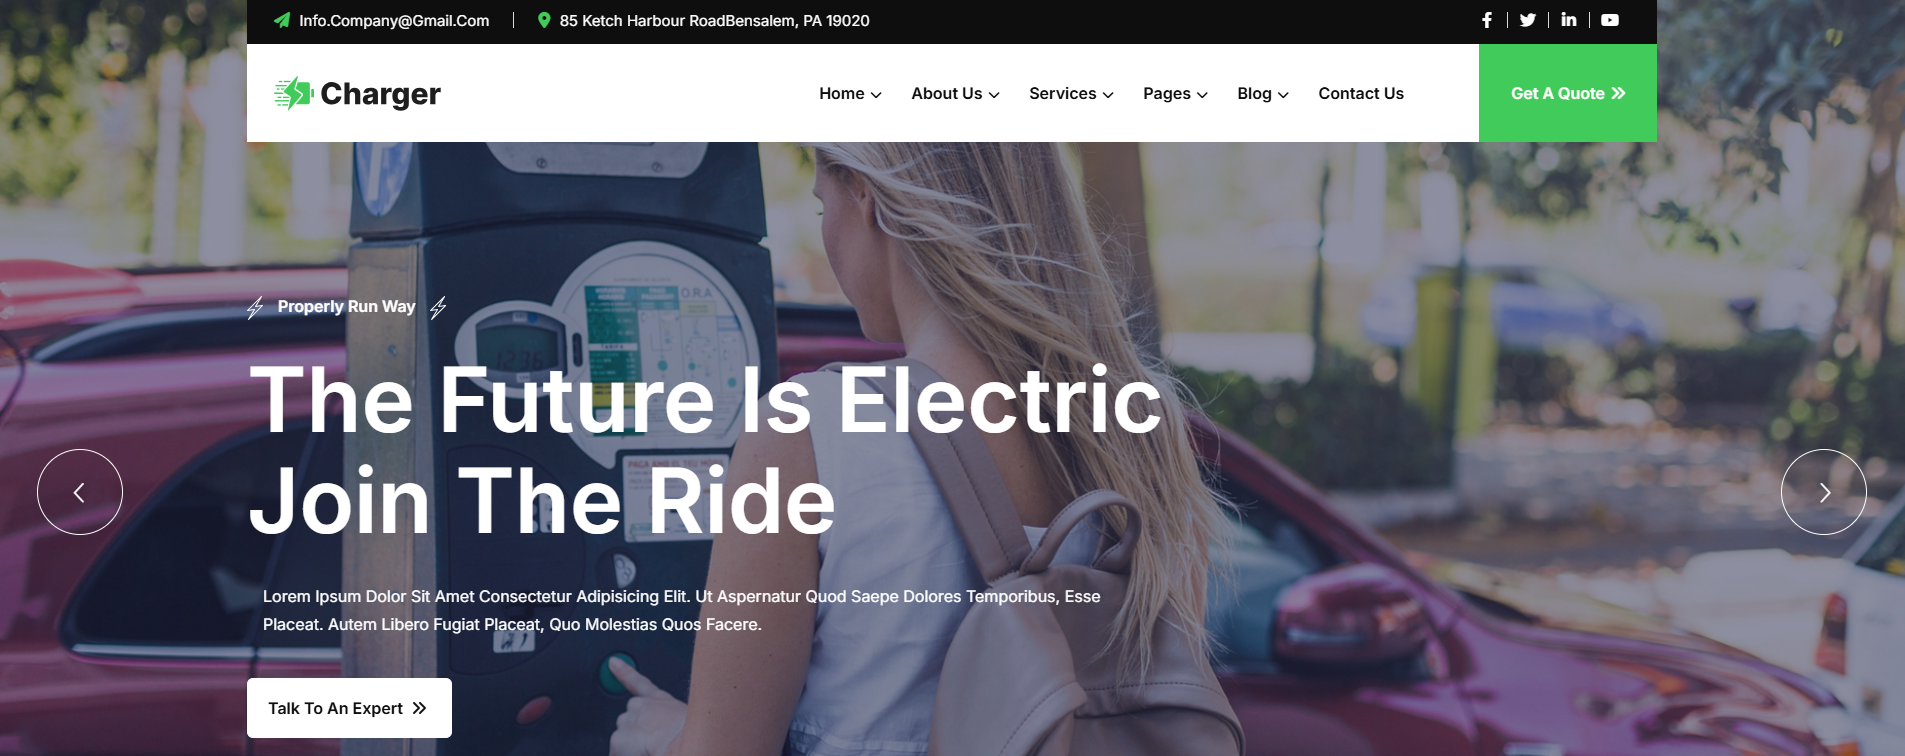 Info.Company@Gmail.Com
85 Ketch Harbour RoadBensalem, PA 19020
Charger
Home
About Us
Services
Pages
Blog
Contact Us
Get A Quote
Properly Run Way
O.R.A
12:36
The Future Is Electric
Join The Ride
Lorem Ipsum Dolor Sit Amet Consectetur Adipisicing Elit. Ut Aspernatur Quod Saepe Dolores Temporibus, Esse
Placeat. Autem Libero Fugiat Placeat, Quo Molestias Quos Facere.
Talk To An Expert